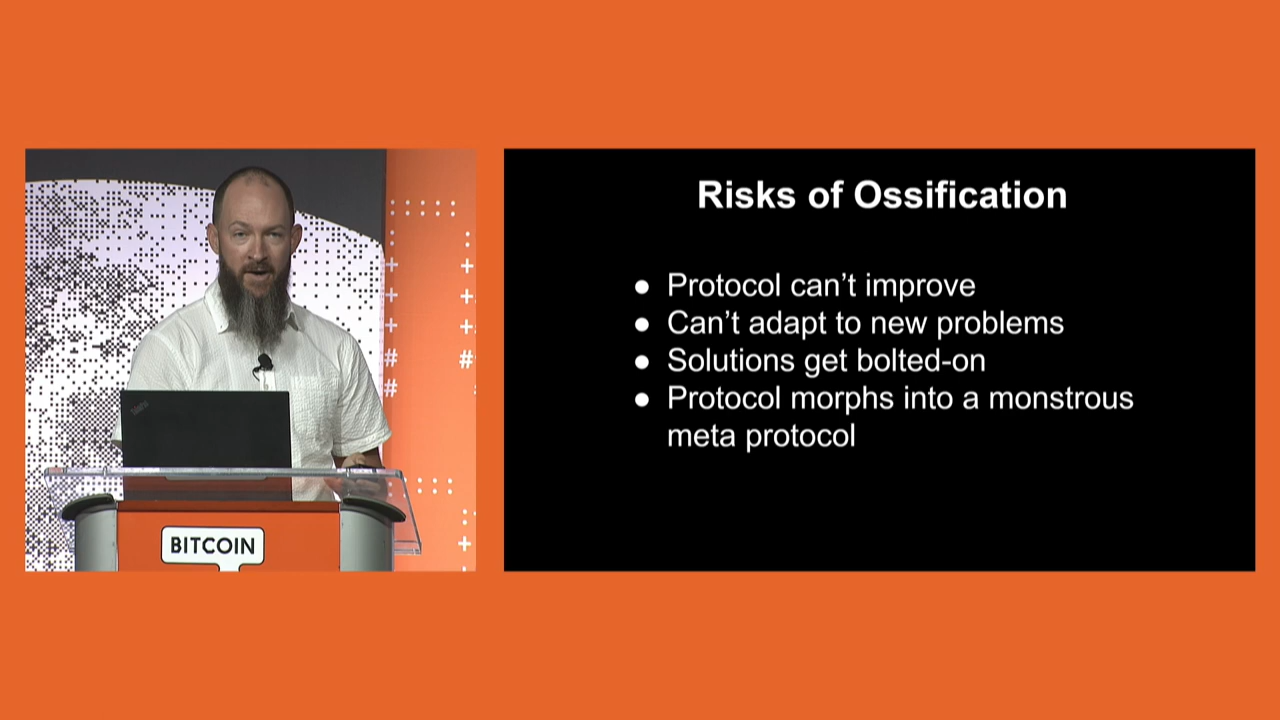 Risks of Ossification
● Protocol can't improve
● Can't adapt to new problems
● Solutions get bolted-on
● Protocol morphs into a monstrous
meta protocol
BITCOIN